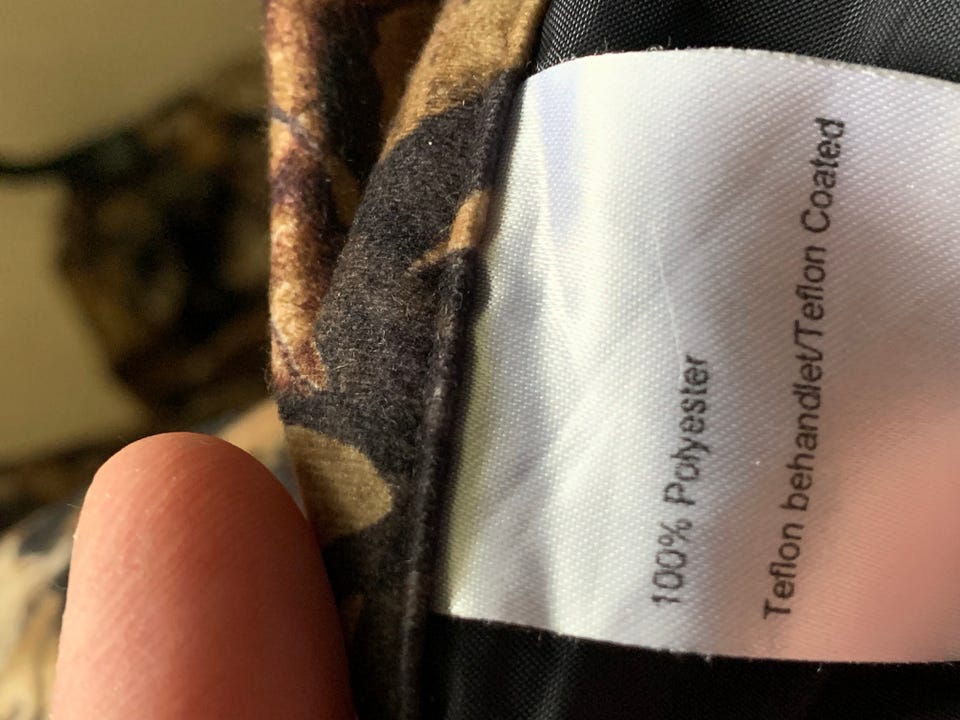 100% Polyester
Teflon behandlet/Teflon Coated